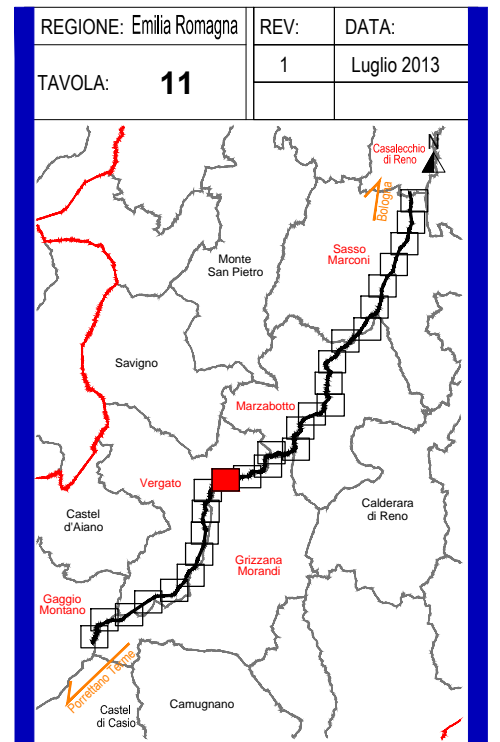 REGIONE: Emilia Romagna
REV:
DATA:
TAVOLA: 11
1
Luglio 2013
Casalecchio
di Reno
N
Bologna
Sasso
Marconi
Monte
San Pietro
Savigno
Marzabotto
Vergato
Castel
d'Aiano
Calderara
di Reno
Grizzana
Morandi
Gaggio
Montano
Porrettano Terme
Castel
di Casio
Camugnano